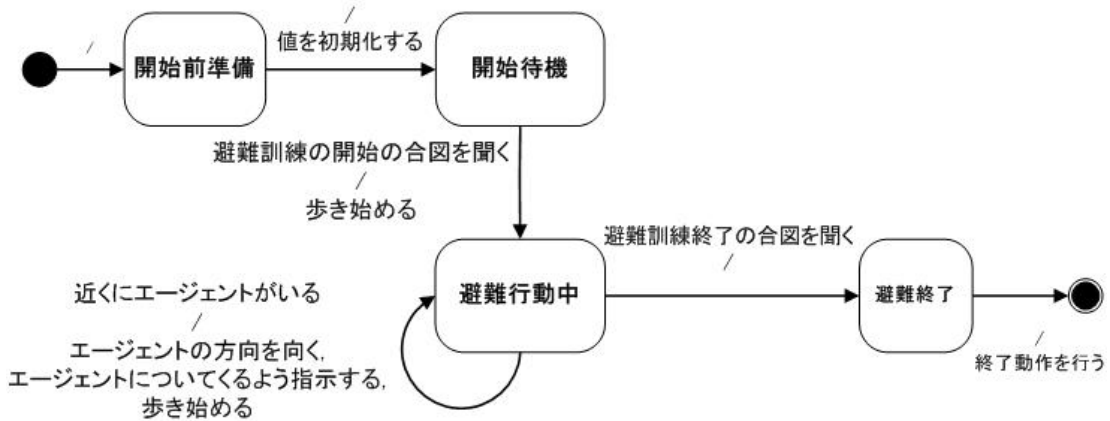 /
/
値を初期化する
開始前準備
開始待機
避難訓練の開始の合図を聞く
/
歩き始める
避難訓練終了の合図を聞く
/
近くにエージェントがいる
/
エージェントの方向を向く,
エージェントについてくるよう指示する,
歩き始める
避難行動中
避難終了
/
終了動作を行う